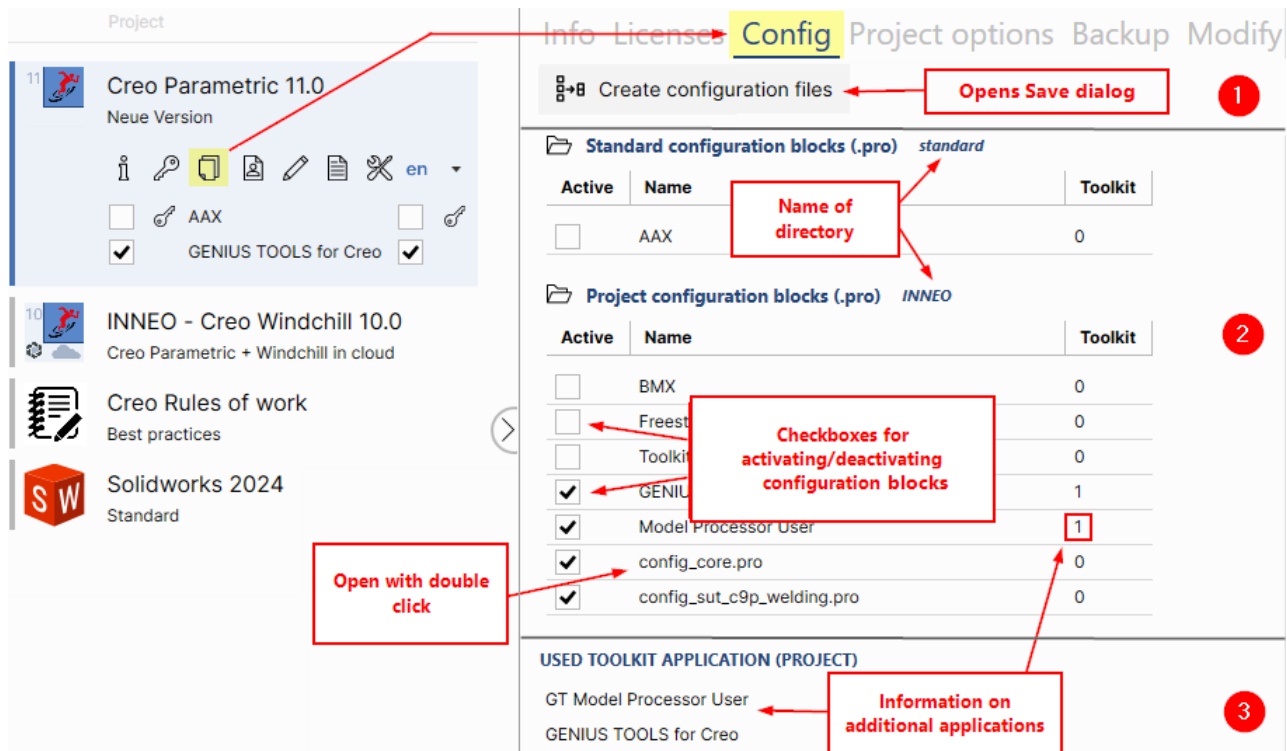 Project
11
Creo Parametric 11.0
Neue Version
en
AAX
GENIUS TOOLS for Creo
10
INNEO - Creo Windchill 10.0
Creo Parametric + Windchill in cloud
Creo Rules of work
Best practices
SW
Solidworks 2024
Standard
Open with double
click
Info Licenses Config Project options Backup Modify
Create configuration files
Opens Save dialog
1
Standard configuration blocks (.pro) standard
Active Name Toolkit
AAX 0
Name of
directory
Project configuration blocks (.pro) INNEO
2
Active Name Toolkit
BMX 0
Freest 0
Toolkit 0
GENIU 1
Checkboxes for
activating/deactivating
configuration blocks
Model Processor User 1
config_core.pro 0
config_sut_c9p_welding.pro 0
USED TOOLKIT APPLICATION (PROJECT)
GT Model Processor User
GENIUS TOOLS for Creo
Information on
additional applications
3